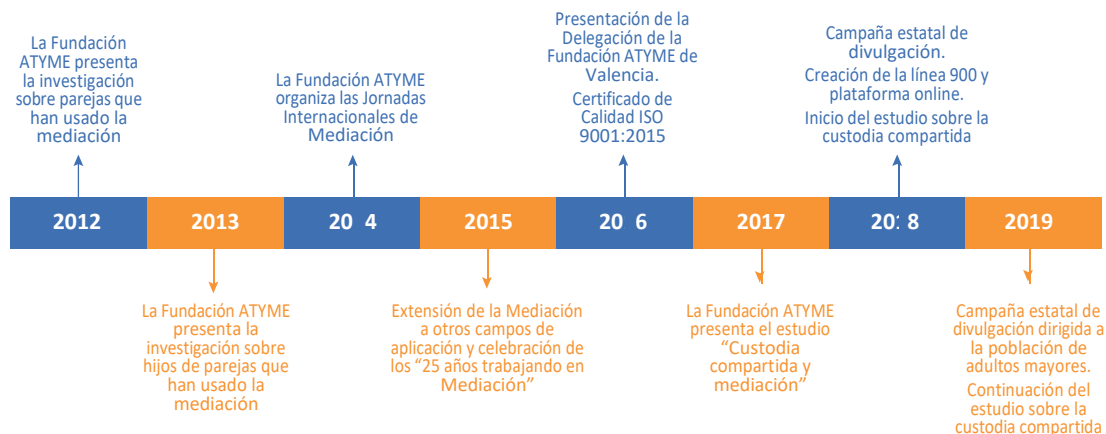 La Fundación
ATYME presenta
la investigación
sobre parejas que
han usado la
mediación
La Fundación ATYME
organiza las Jornadas
Internacionales de
Mediación
Presentación de la
Delegación de la
Fundación ATYME de
Valencia.
Certificado de
Calidad ISO
9001:2015
Campaña estatal de
divulgación.
Creación de la línea 900 y
plataforma online.
Inicio del estudio sobre la
custodia compartida
2012
2013
20 4
2015
20 6
2017
20: 8
2019
La Fundación ATYME
presenta la
investigación sobre
hijos de parejas que
han usado la
mediación
Extensión de la Mediación
a otros campos de
aplicación y celebración de
los “25 años trabajando en
Mediación”
La Fundación ATYME
presenta el estudio
“Custodia
compartida y
mediación”
Campaña estatal de
divulgación dirigida a
la población de
adultos mayores.
Continuación del
estudio sobre la
custodia compartida